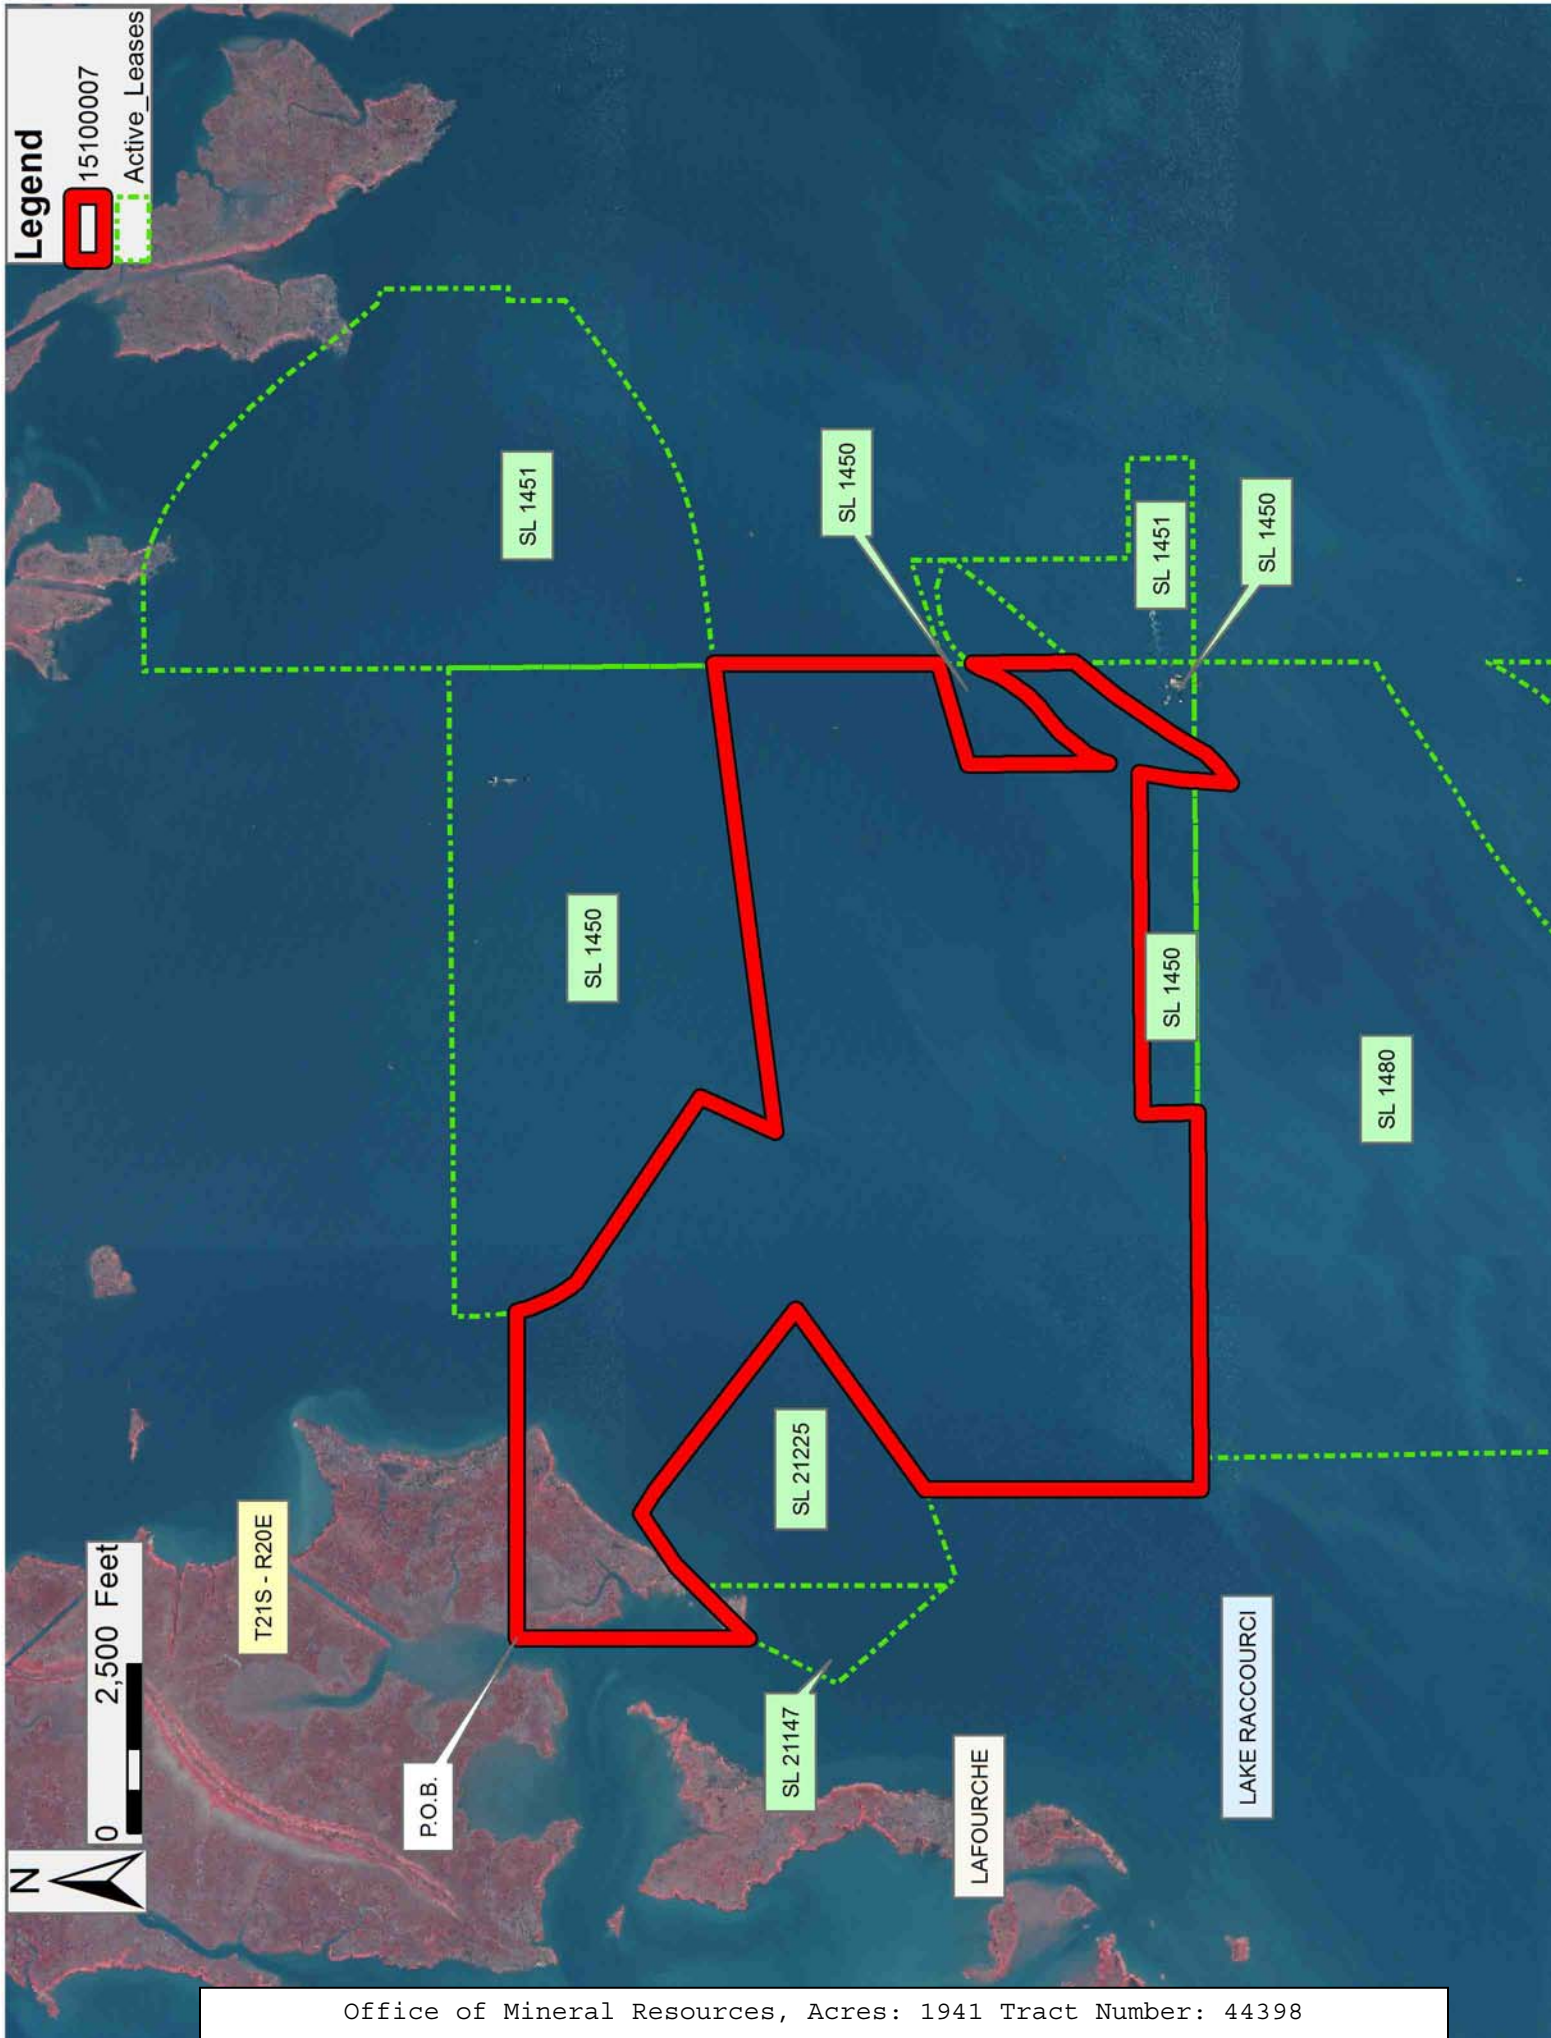 Legend
15100007
Active_Leases
N
0 2,500 Feet
T21S - R20E
P.O.B.
SL 1451
SL 1450
SL 1450
SL 21225
SL 21147
SL 1451
SL 1450
SL 1450
SL 1480
LAFOURCHE
LAKE RACCOURCI
Office of Mineral Resources, Acres: 1941 Tract Number: 44398